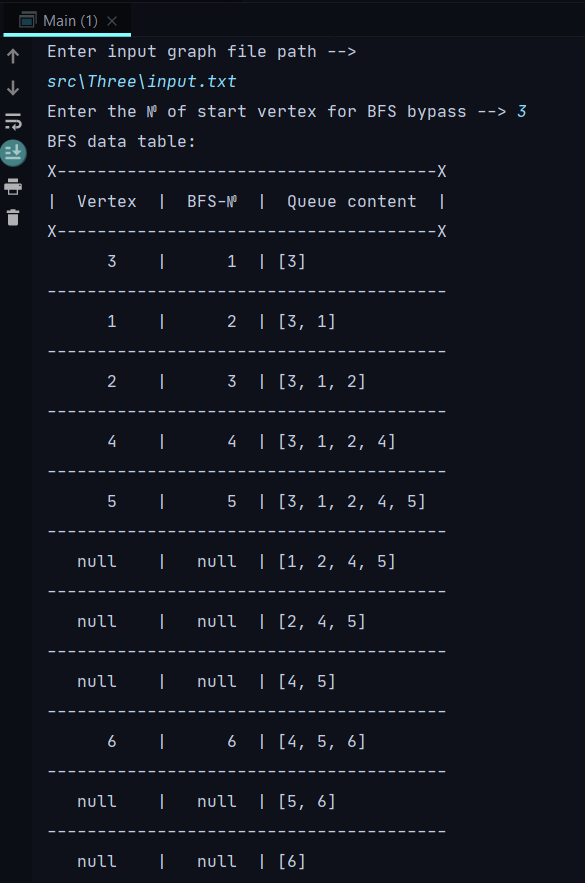 Main (1) ×
Enter input graph file path -->
src\Three\input.txt
Enter the № of start vertex for BFS bypass --> 3
BFS data table:
X--------------------------------------X
|  Vertex  |  BFS-№  |  Queue content  |
X--------------------------------------X
      3    |      1  | [3]
----------------------------------------
      1    |      2  | [3, 1]
----------------------------------------
      2    |      3  | [3, 1, 2]
----------------------------------------
      4    |      4  | [3, 1, 2, 4]
----------------------------------------
      5    |      5  | [3, 1, 2, 4, 5]
----------------------------------------
   null    |   null  | [1, 2, 4, 5]
----------------------------------------
   null    |   null  | [2, 4, 5]
----------------------------------------
   null    |   null  | [4, 5]
----------------------------------------
      6    |      6  | [4, 5, 6]
----------------------------------------
   null    |   null  | [5, 6]
----------------------------------------
   null    |   null  | [6]